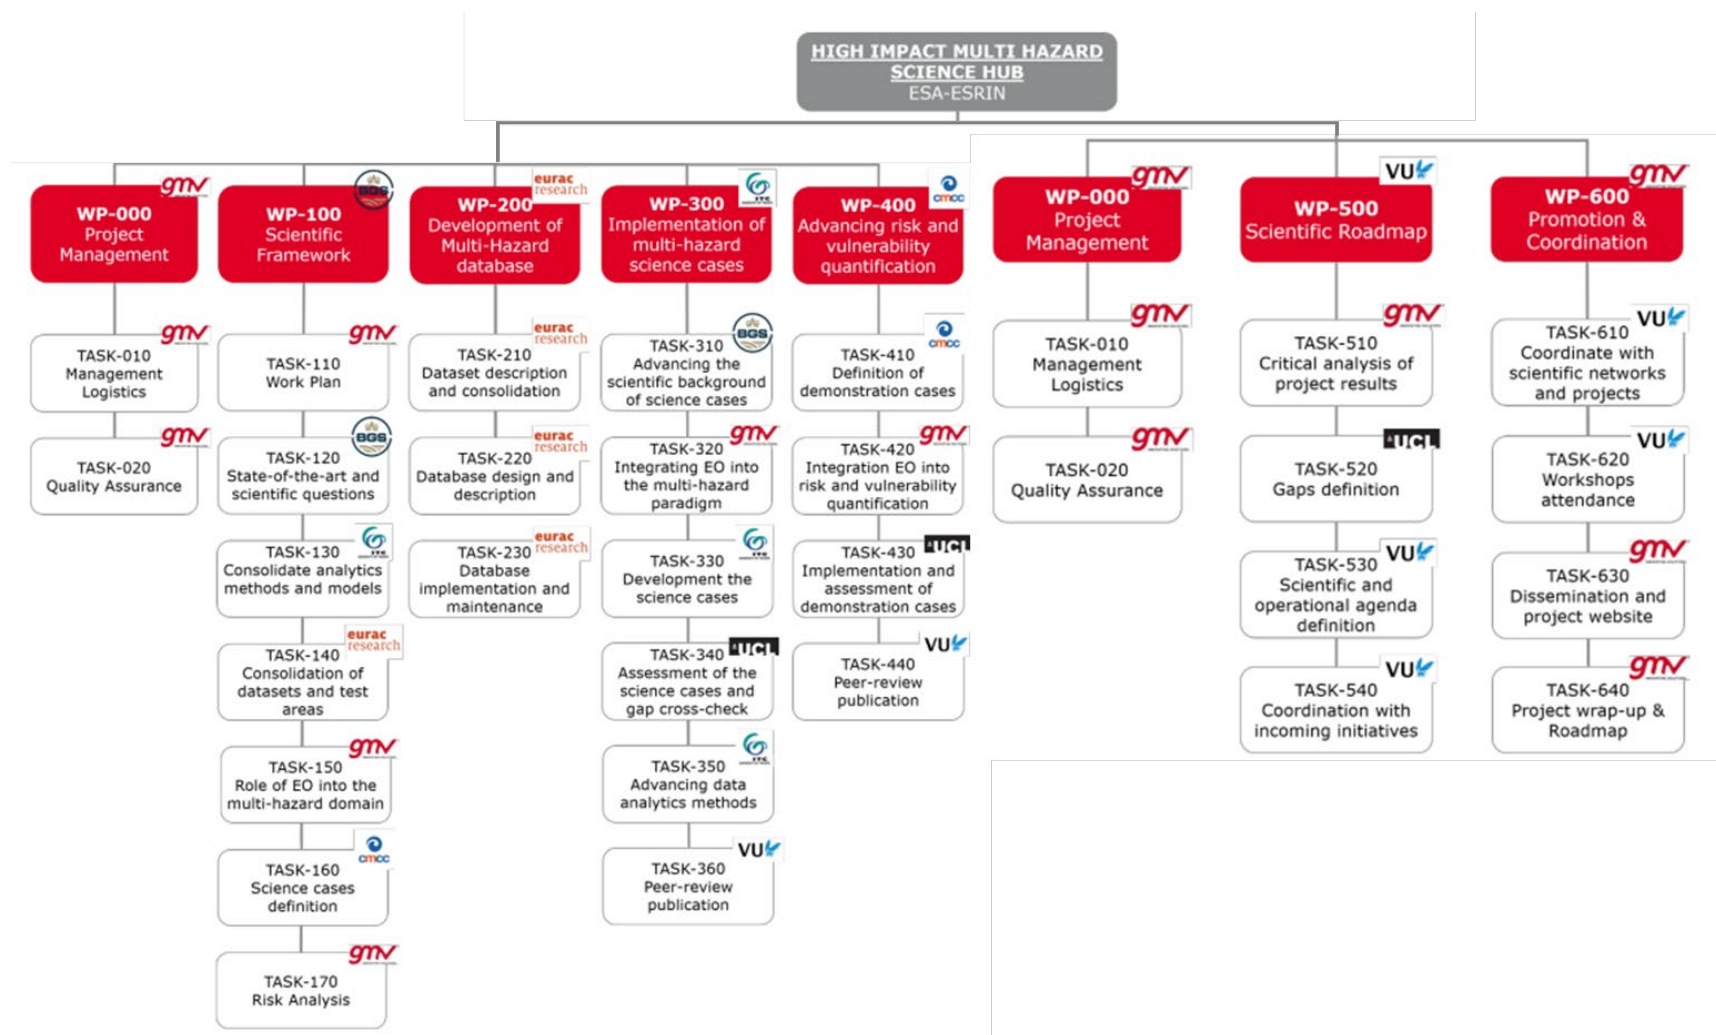 HIGH IMPACT MULTI HAZARD
SCIENCE HUB
ESA-ESRIN
gmv
WP-000
Project
Management
gmv
TASK-010
Management
Logistics
gmv
TASK-020
Quality Assurance
BGS
WP-100
Scientific
Framework
gmv
TASK-110
Work Plan
BGS
TASK-120
State-of-the-art and
scientific questions
ITC
TASK-130
Consolidate analytics
methods and models
eurac
research
TASK-140
Consolidation of
datasets and test
areas
gmv
TASK-150
Role of EO into the
multi-hazard domain
cmcc
TASK-160
Science cases
definition
gmv
TASK-170
Risk Analysis
eurac
research
WP-200
Development of
Multi-Hazard
database
eurac
research
TASK-210
Dataset description
and consolidation
eurac
research
TASK-220
Database design and
description
eurac
research
TASK-230
Database
implementation and
maintenance
ITC
WP-300
Implementation of
multi-hazard
science cases
BGS
TASK-310
Advancing the
scientific background
of science cases
gmv
TASK-320
Integrating EO into
the multi-hazard
paradigm
ITC
TASK-330
Development the
science cases
UCL
TASK-340
Assessment of the
science cases and
gap cross-check
ITC
TASK-350
Advancing data
analytics methods
VU
TASK-360
Peer-review
publication
cmcc
WP-400
Advancing risk and
vulnerability
quantification
cmcc
TASK-410
Definition of
demonstration cases
gmv
TASK-420
Integration EO into
risk and vulnerability
quantification
UCL
TASK-430
Implementation and
assessment of
demonstration cases
VU
TASK-440
Peer-review
publication
gmv
WP-000
Project
Management
gmv
TASK-010
Management
Logistics
gmv
TASK-020
Quality Assurance
VU
WP-500
Scientific Roadmap
gmv
TASK-510
Critical analysis of
project results
UCL
TASK-520
Gaps definition
VU
TASK-530
Scientific and
operational agenda
definition
VU
TASK-540
Coordination with
incoming initiatives
gmv
WP-600
Promotion &
Coordination
VU
TASK-610
Coordinate with
scientific networks
and projects
VU
TASK-620
Workshops
attendance
gmv
TASK-630
Dissemination and
project website
gmv
TASK-640
Project wrap-up &
Roadmap